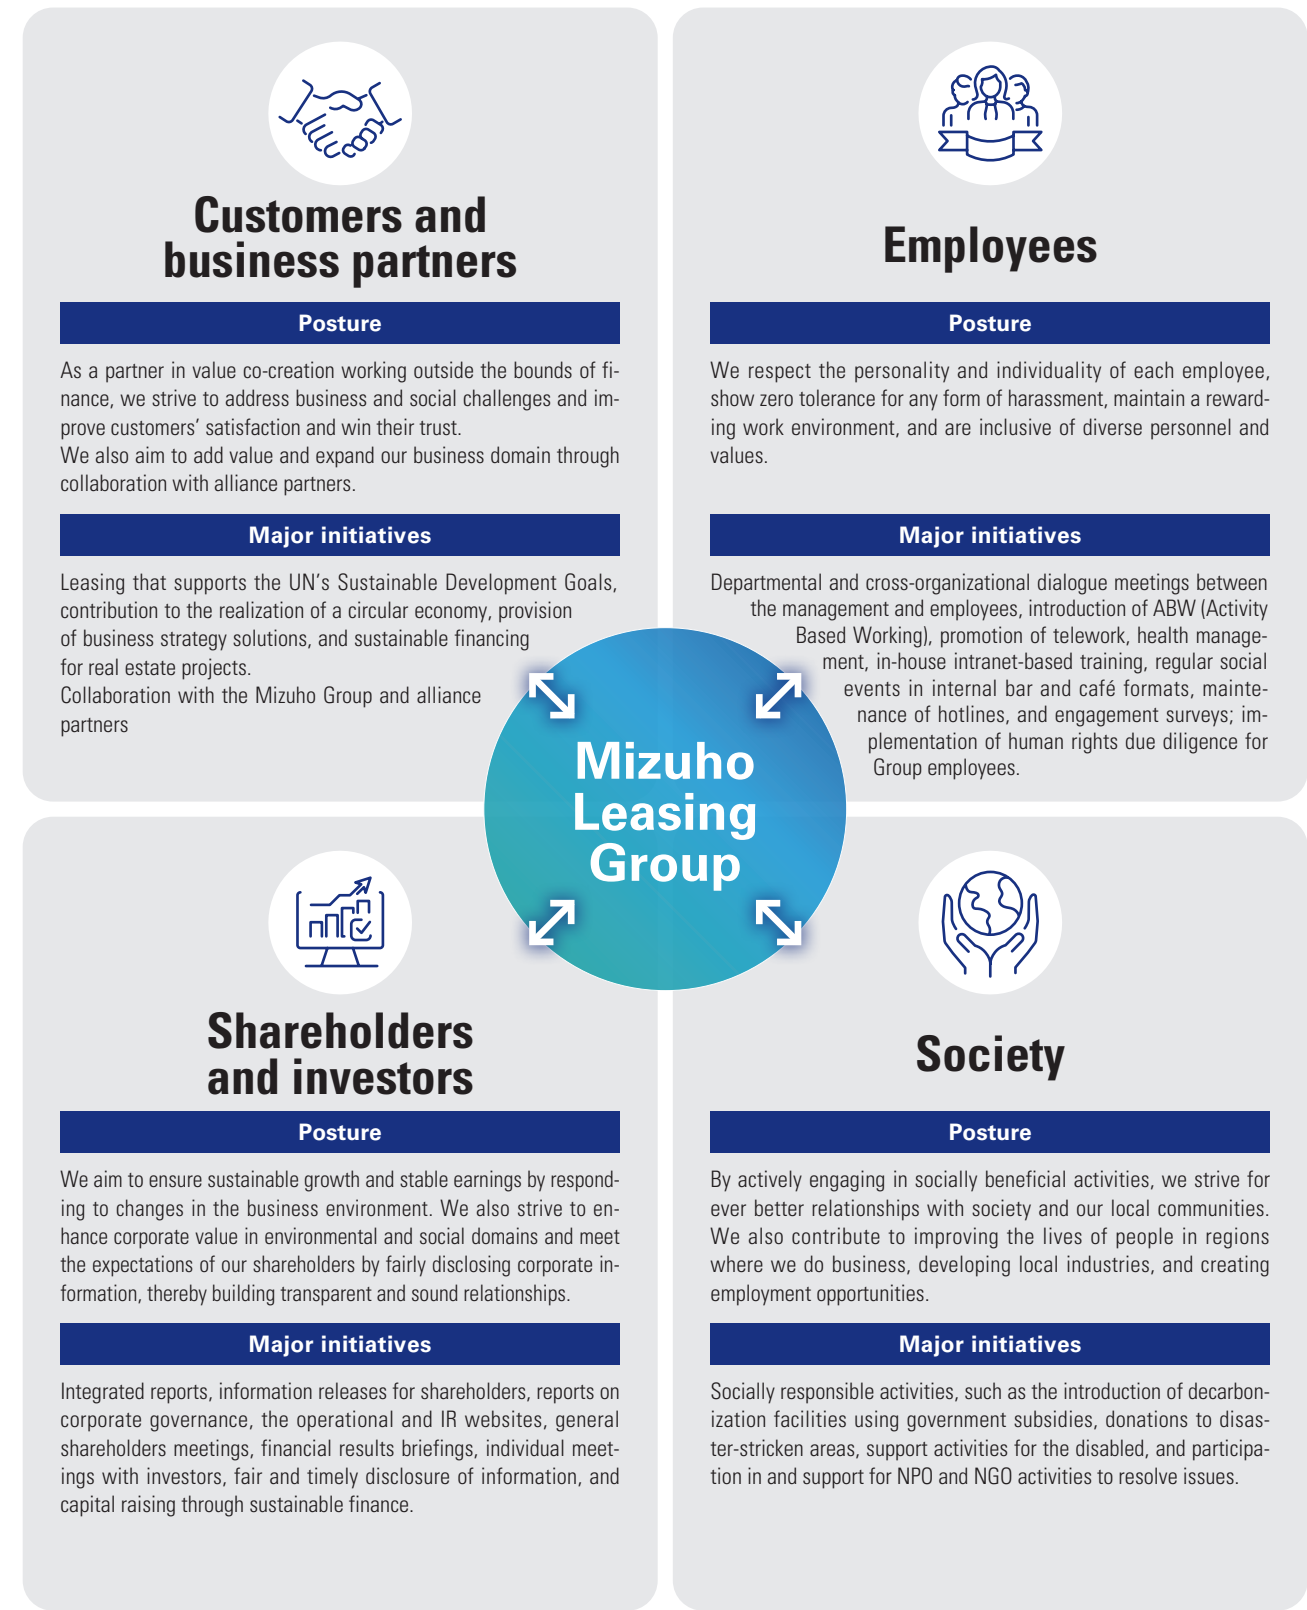 Customers and
business partners
Posture
As a partner in value co-creation working outside the bounds of fi-
nance, we strive to address business and social challenges and im-
prove customers’ satisfaction and win their trust.
We also aim to add value and expand our business domain through
collaboration with alliance partners.
Major initiatives
Leasing that supports the UN’s Sustainable Development Goals,
contribution to the realization of a circular economy, provision
of business strategy solutions, and sustainable financing
for real estate projects.
Collaboration with the Mizuho Group and alliance
partners
Employees
Posture
We respect the personality and individuality of each employee,
show zero tolerance for any form of harassment, maintain a reward-
ing work environment, and are inclusive of diverse personnel and
values.
Major initiatives
Departmental and cross-organizational dialogue meetings between
the management and employees, introduction of ABW (Activity
Based Working), promotion of telework, health manage-
ment, in-house intranet-based training, regular social
events in internal bar and café formats, mainte-
nance of hotlines, and engagement surveys; im-
plementation of human rights due diligence for
Group employees.
Mizuho
Leasing
Group
Shareholders
and investors
Posture
We aim to ensure sustainable growth and stable earnings by respond-
ing to changes in the business environment. We also strive to en-
hance corporate value in environmental and social domains and meet
the expectations of our shareholders by fairly disclosing corporate in-
formation, thereby building transparent and sound relationships.
Major initiatives
Integrated reports, information releases for shareholders, reports on
corporate governance, the operational and IR websites, general
shareholders meetings, financial results briefings, individual meet-
ings with investors, fair and timely disclosure of information, and
capital raising through sustainable finance.
Society
Posture
By actively engaging in socially beneficial activities, we strive for
ever better relationships with society and our local communities.
We also contribute to improving the lives of people in regions
where we do business, developing local industries, and creating
employment opportunities.
Major initiatives
Socially responsible activities, such as the introduction of decarbon-
ization facilities using government subsidies, donations to disas-
ter-stricken areas, support activities for the disabled, and participa-
tion in and support for NPO and NGO activities to resolve issues.